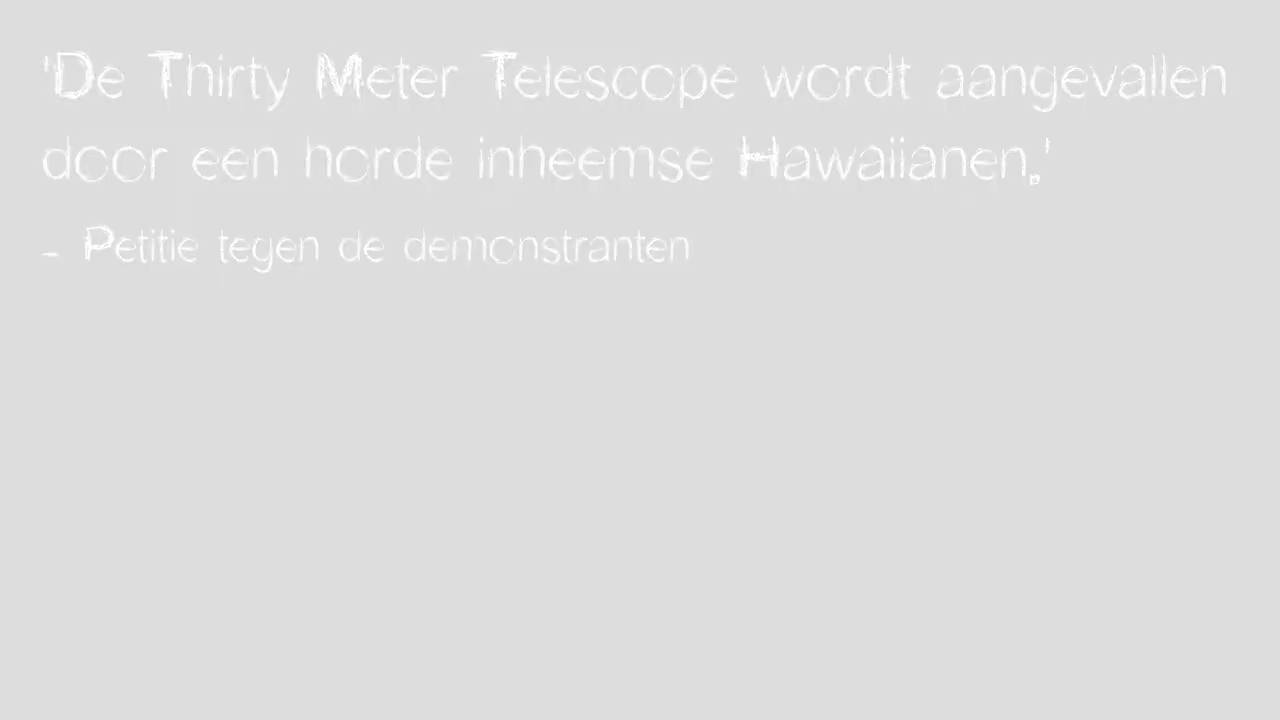 'De Thirty Meter Telescope wordt aangevallen
door een horde inheemse Hawaiianen.'
- Petitie tegen de demonstranten